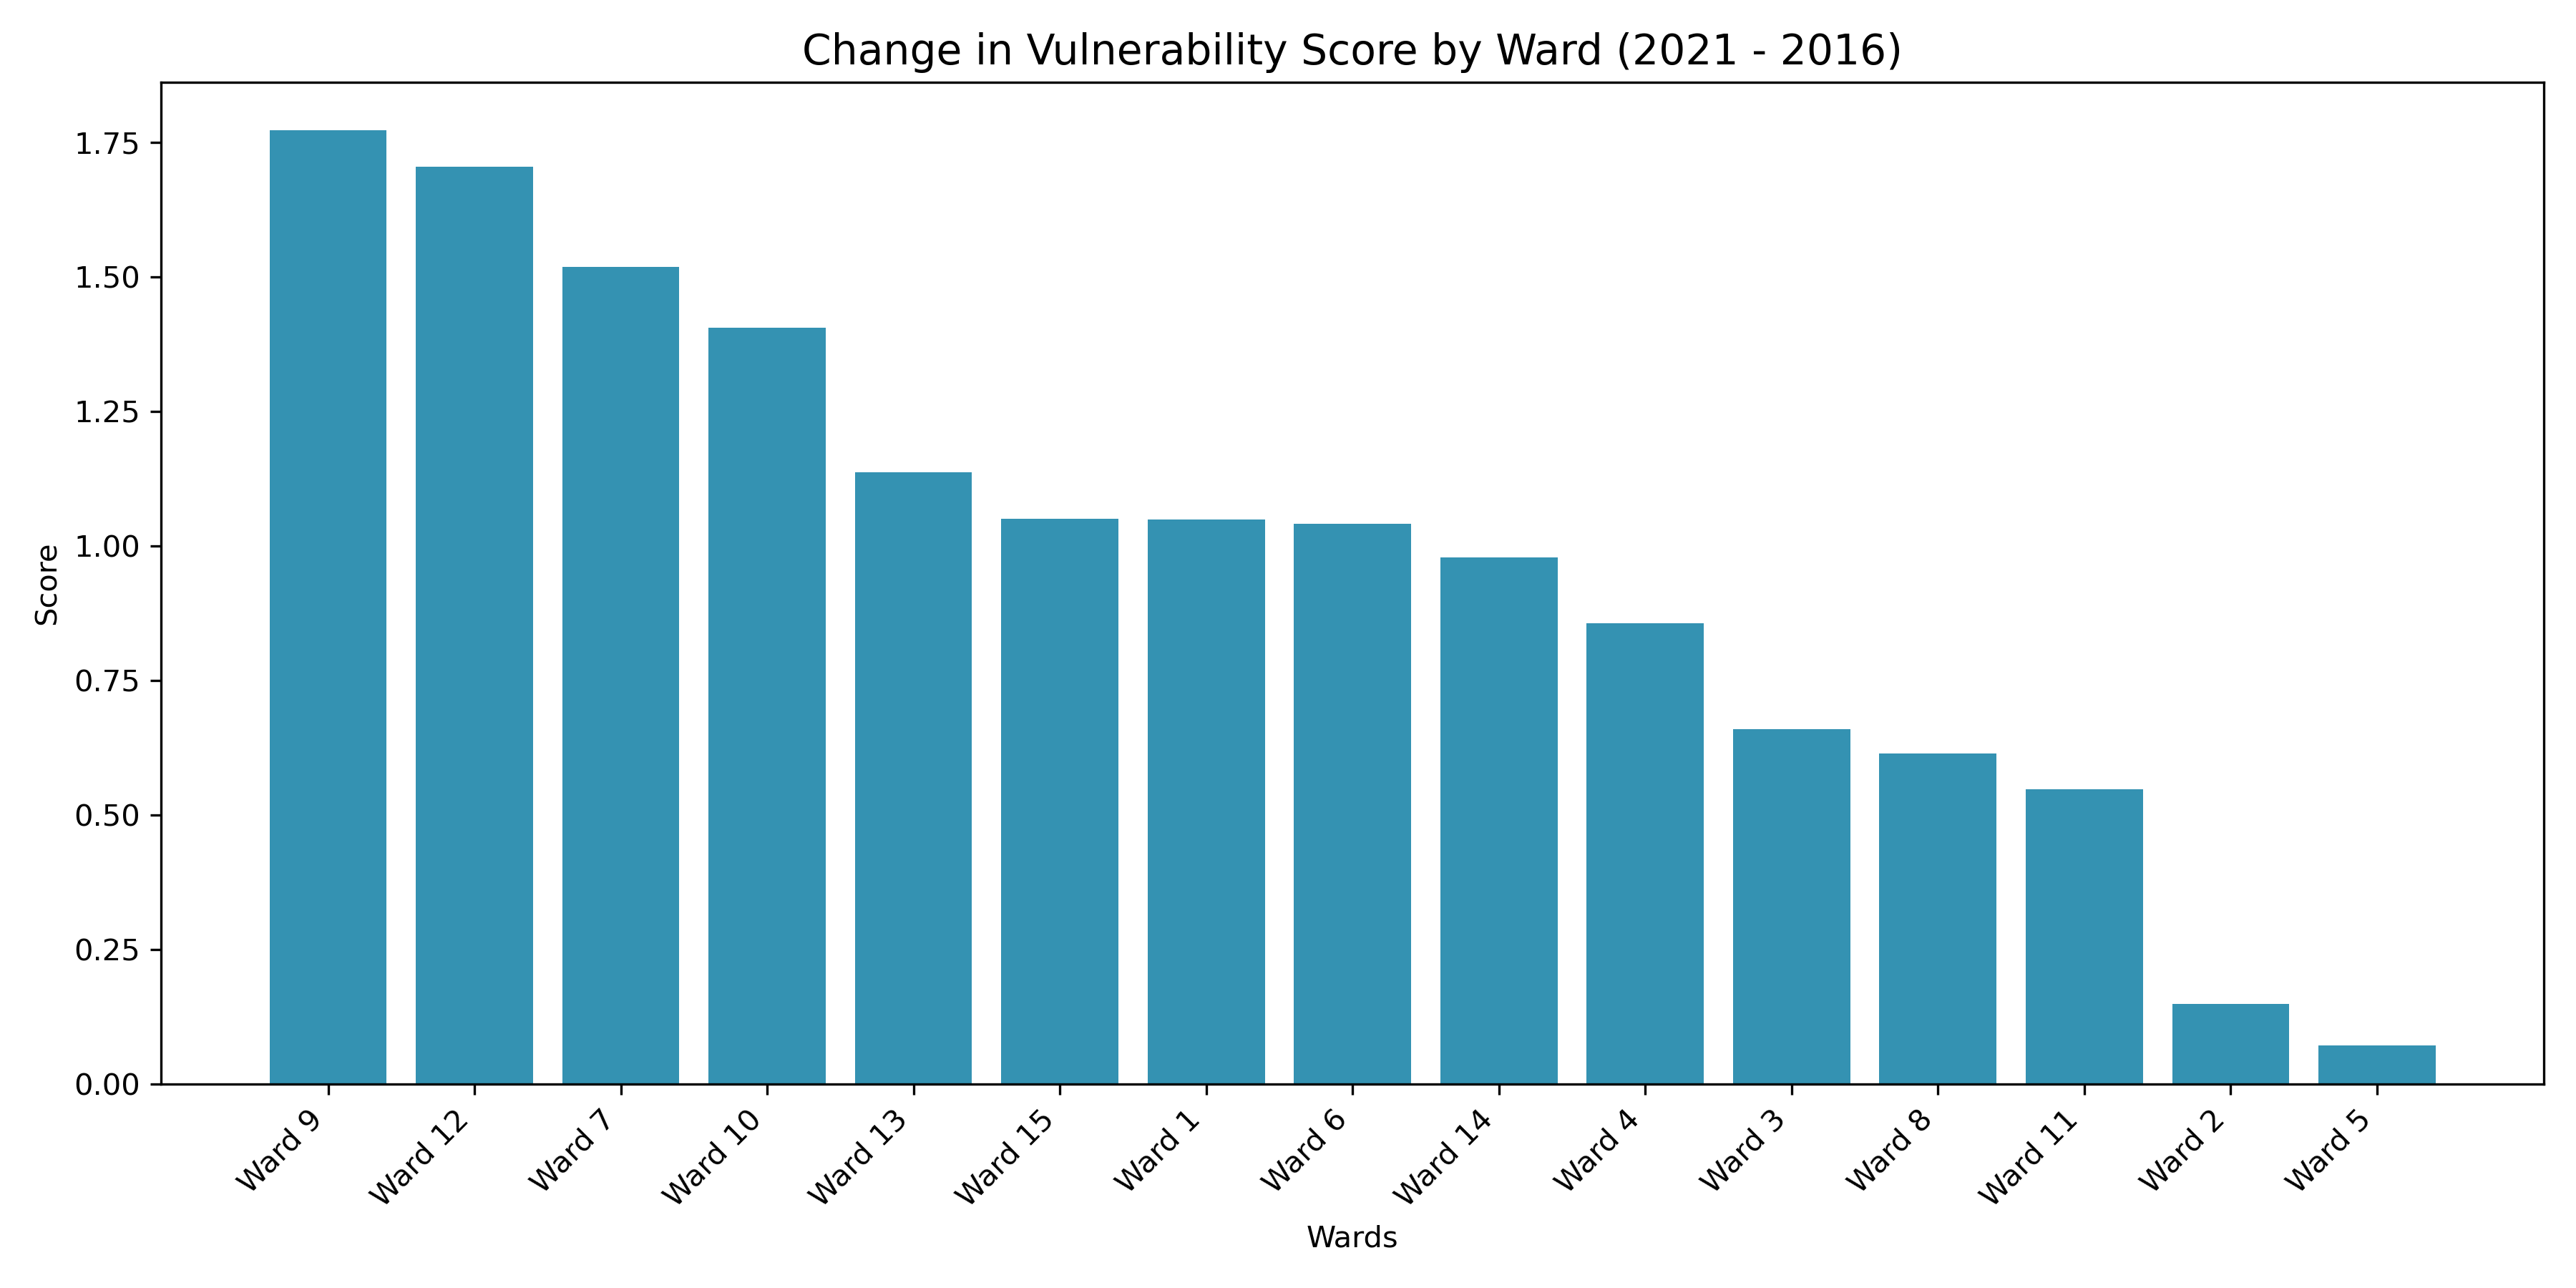 Change in Vulnerability Score by Ward (2021 - 2016)
Score
1.75
1.50
1.25
1.00
0.75
0.50
0.25
0.00
Ward 9
Ward 12
Ward 7
Ward 10
Ward 13
Ward 15
Ward 1
Ward 6
Ward 14
Ward 4
Ward 3
Ward 8
Ward 11
Ward 2
Ward 5
Wards